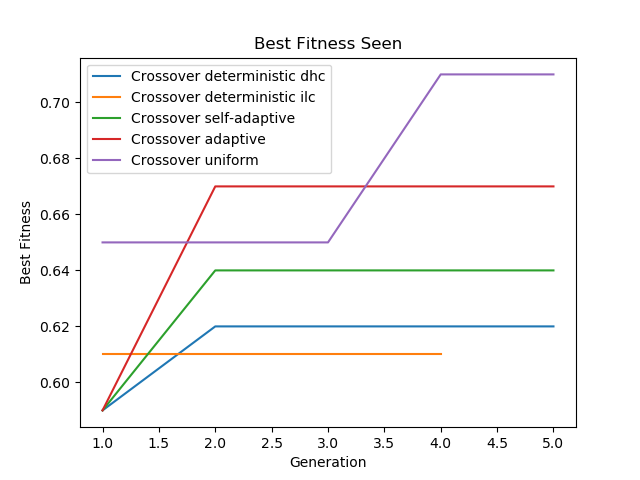 Best Fitness Seen
Crossover deterministic dhc
Crossover deterministic ilc
Crossover self-adaptive
Crossover adaptive
Crossover uniform
Best Fitness
0.70
0.68
0.66
0.64
0.62
0.60
1.0 1.5 2.0 2.5 3.0 3.5 4.0 4.5 5.0
Generation